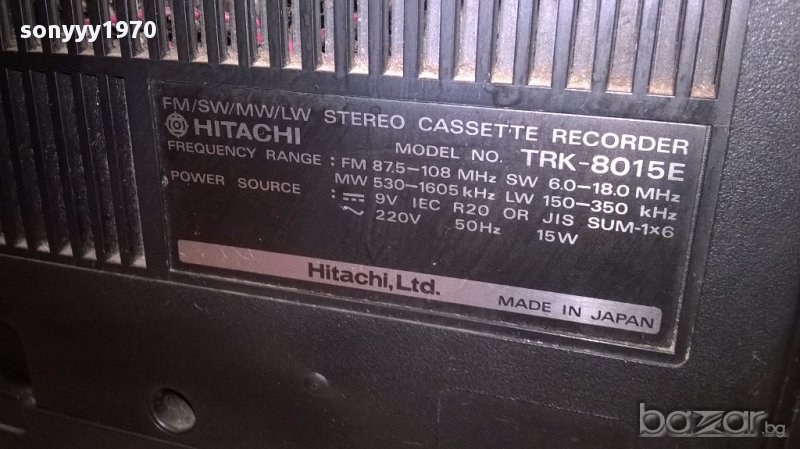 sonyyy1970
FM/SW/MW/LW STEREO CASSETTE RECORDER
HITACHI MODEL NO. TRK-8015E
FREQUENCY RANGE : FM 87.5–108 MHz SW 6.0–18.0 MHz
MW 530–1605 kHz LW 150–350 kHz
POWER SOURCE : ⎓ 9V IEC R20 OR JIS SUM-1×6
~ 220V 50Hz 15W
Hitachi, Ltd. MADE IN JAPAN
bazar.bg